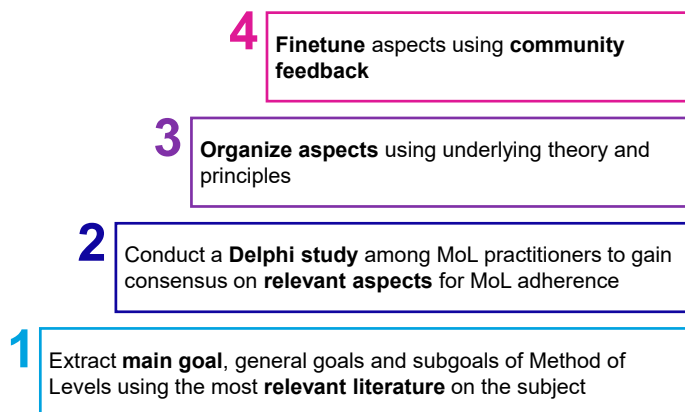 4
Finetune aspects using community
feedback
3
Organize aspects using underlying theory and
principles
2
Conduct a Delphi study among MoL practitioners to gain
consensus on relevant aspects for MoL adherence
1
Extract main goal, general goals and subgoals of Method of
Levels using the most relevant literature on the subject